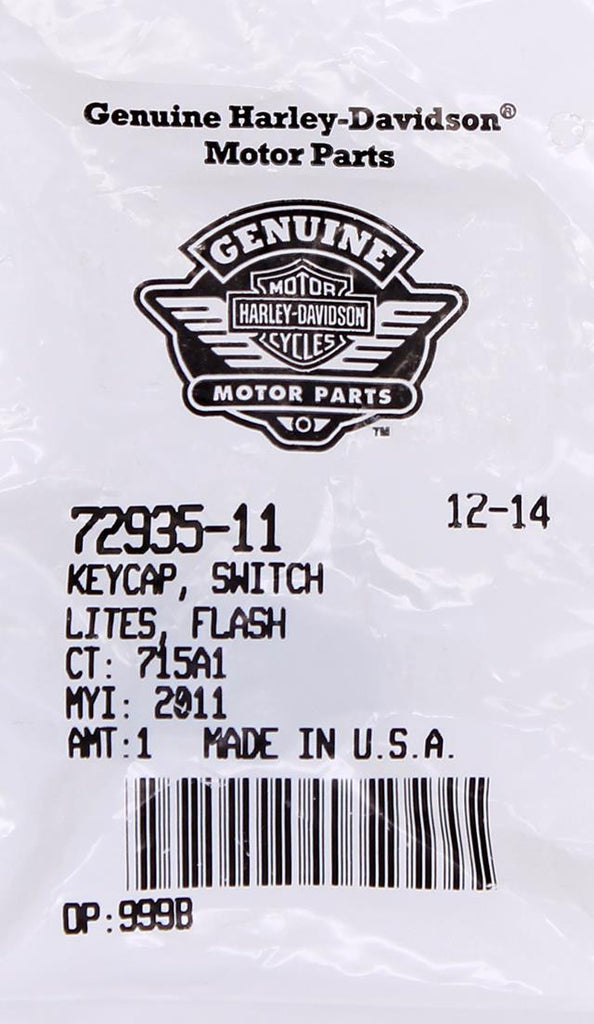 Genuine Harley-Davidson®
Motor Parts
GENUINE
MOTOR
HARLEY-DAVIDSON
CYCLES
MOTOR PARTS
TM
72935-11 12-14
KEYCAP, SWITCH
LITES, FLASH
CT: 715A1
MYI: 2011
AMT:1 MADE IN U.S.A.
OP:999B